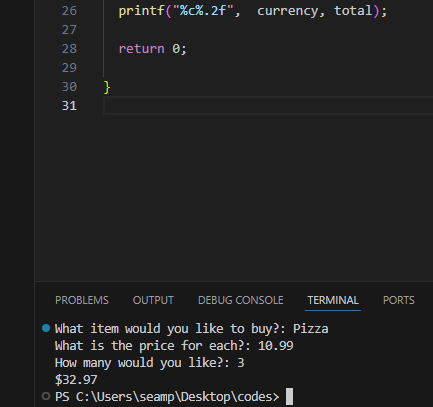 26 printf("%c%.2f",  currency, total);
27
28 return 0;
29
30 }
31
PROBLEMS OUTPUT DEBUG CONSOLE TERMINAL PORTS
What item would you like to buy?: Pizza
What is the price for each?: 10.99
How many would you like?: 3
$32.97
PS C:\Users\seamp\Desktop\codes>